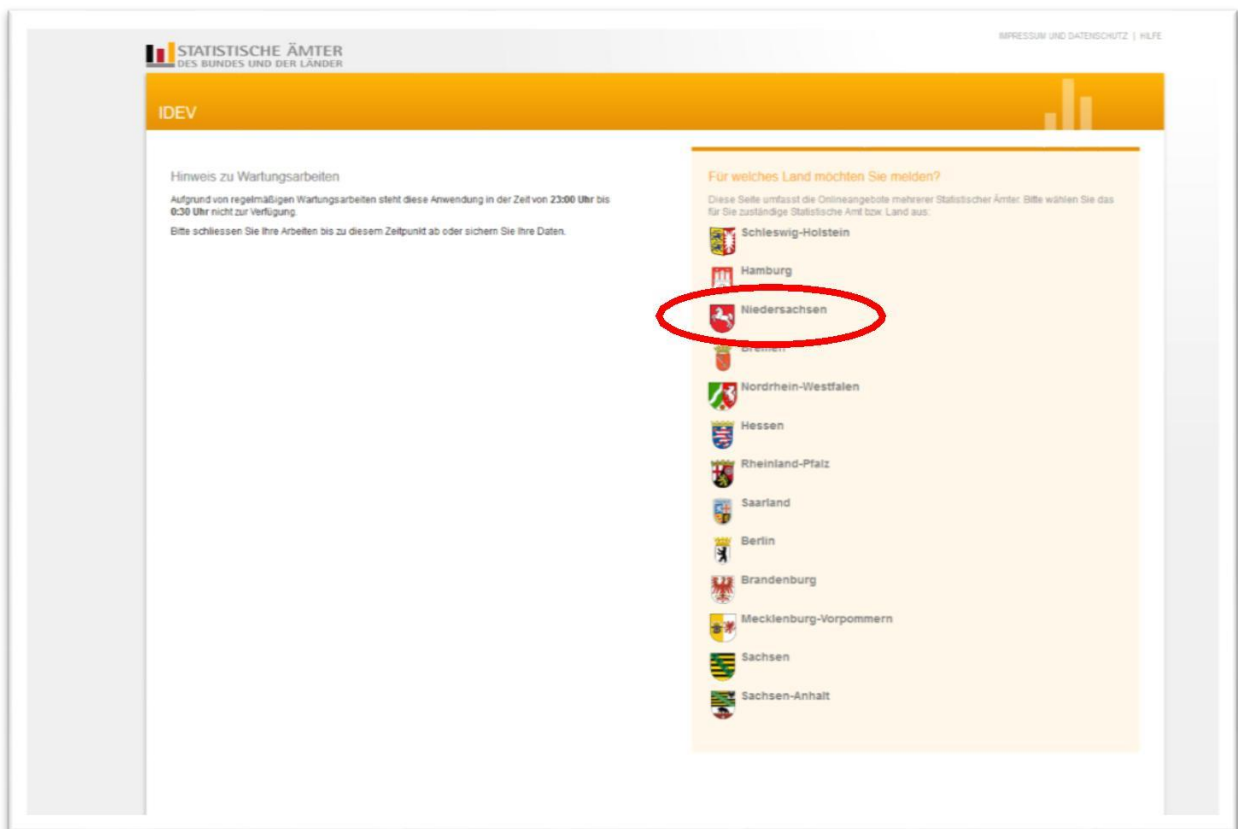 IMPRESSUM UND DATENSCHUTZ | HILFE
STATISTISCHE ÄMTER
DES BUNDES UND DER LÄNDER
IDEV
Hinweis zu Wartungsarbeiten
Aufgrund von regelmäßigen Wartungsarbeiten steht diese Anwendung in der Zeit von 23:00 Uhr bis
0:30 Uhr nicht zur Verfügung.
Bitte schliessen Sie Ihre Arbeiten bis zu diesem Zeitpunkt ab oder sichern Sie Ihre Daten.
Für welches Land möchten Sie melden?
Diese Seite umfasst die Onlineangebote mehrerer Statistischer Ämter. Bitte wählen Sie das
für Sie zuständige Statistische Amt bzw. Land aus:
Schleswig-Holstein
Hamburg
Niedersachsen
Bremen
Nordrhein-Westfalen
Hessen
Rheinland-Pfalz
Saarland
Berlin
Brandenburg
Mecklenburg-Vorpommern
Sachsen
Sachsen-Anhalt